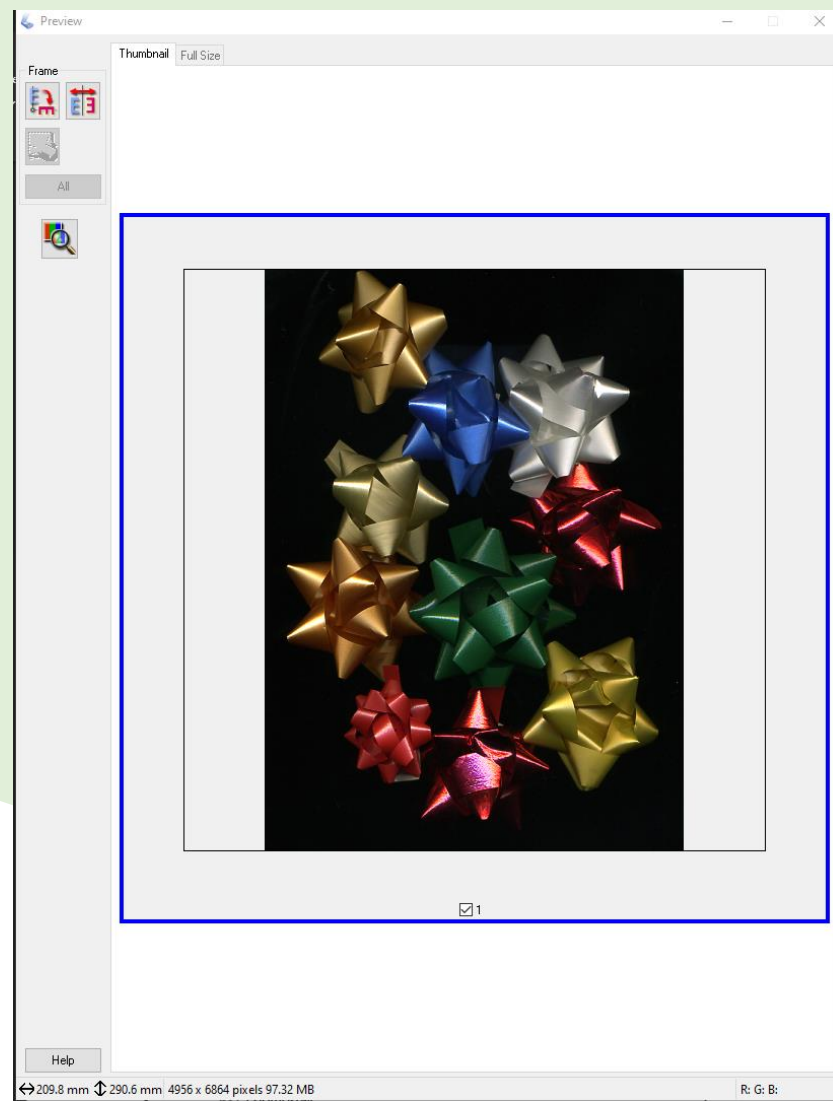 Preview
Thumbnail Full Size
Frame
All
1
Help
209.8 mm 290.6 mm 4956 x 6864 pixels 97.32 MB R: G: B: